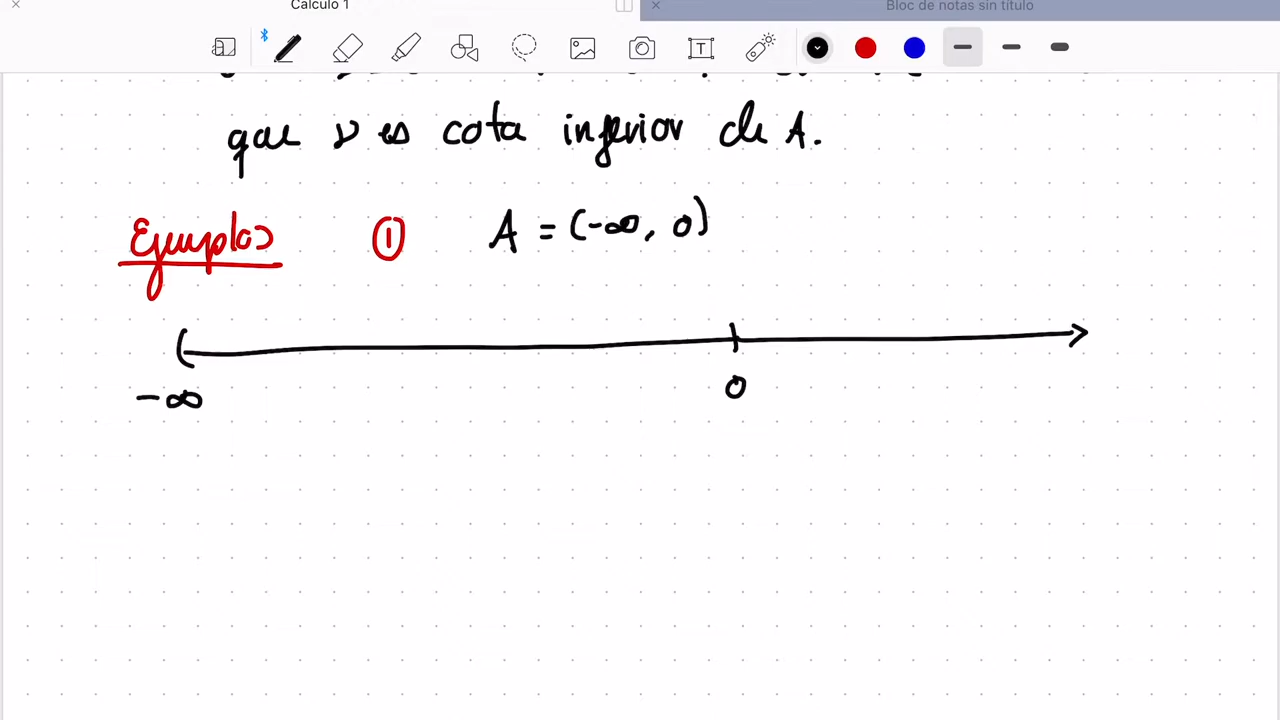 Calculo 1
Bloc de notas sin título
que ν es cota inferior de A.
Ejemplos ① A = (-∞, 0)
-∞ 0